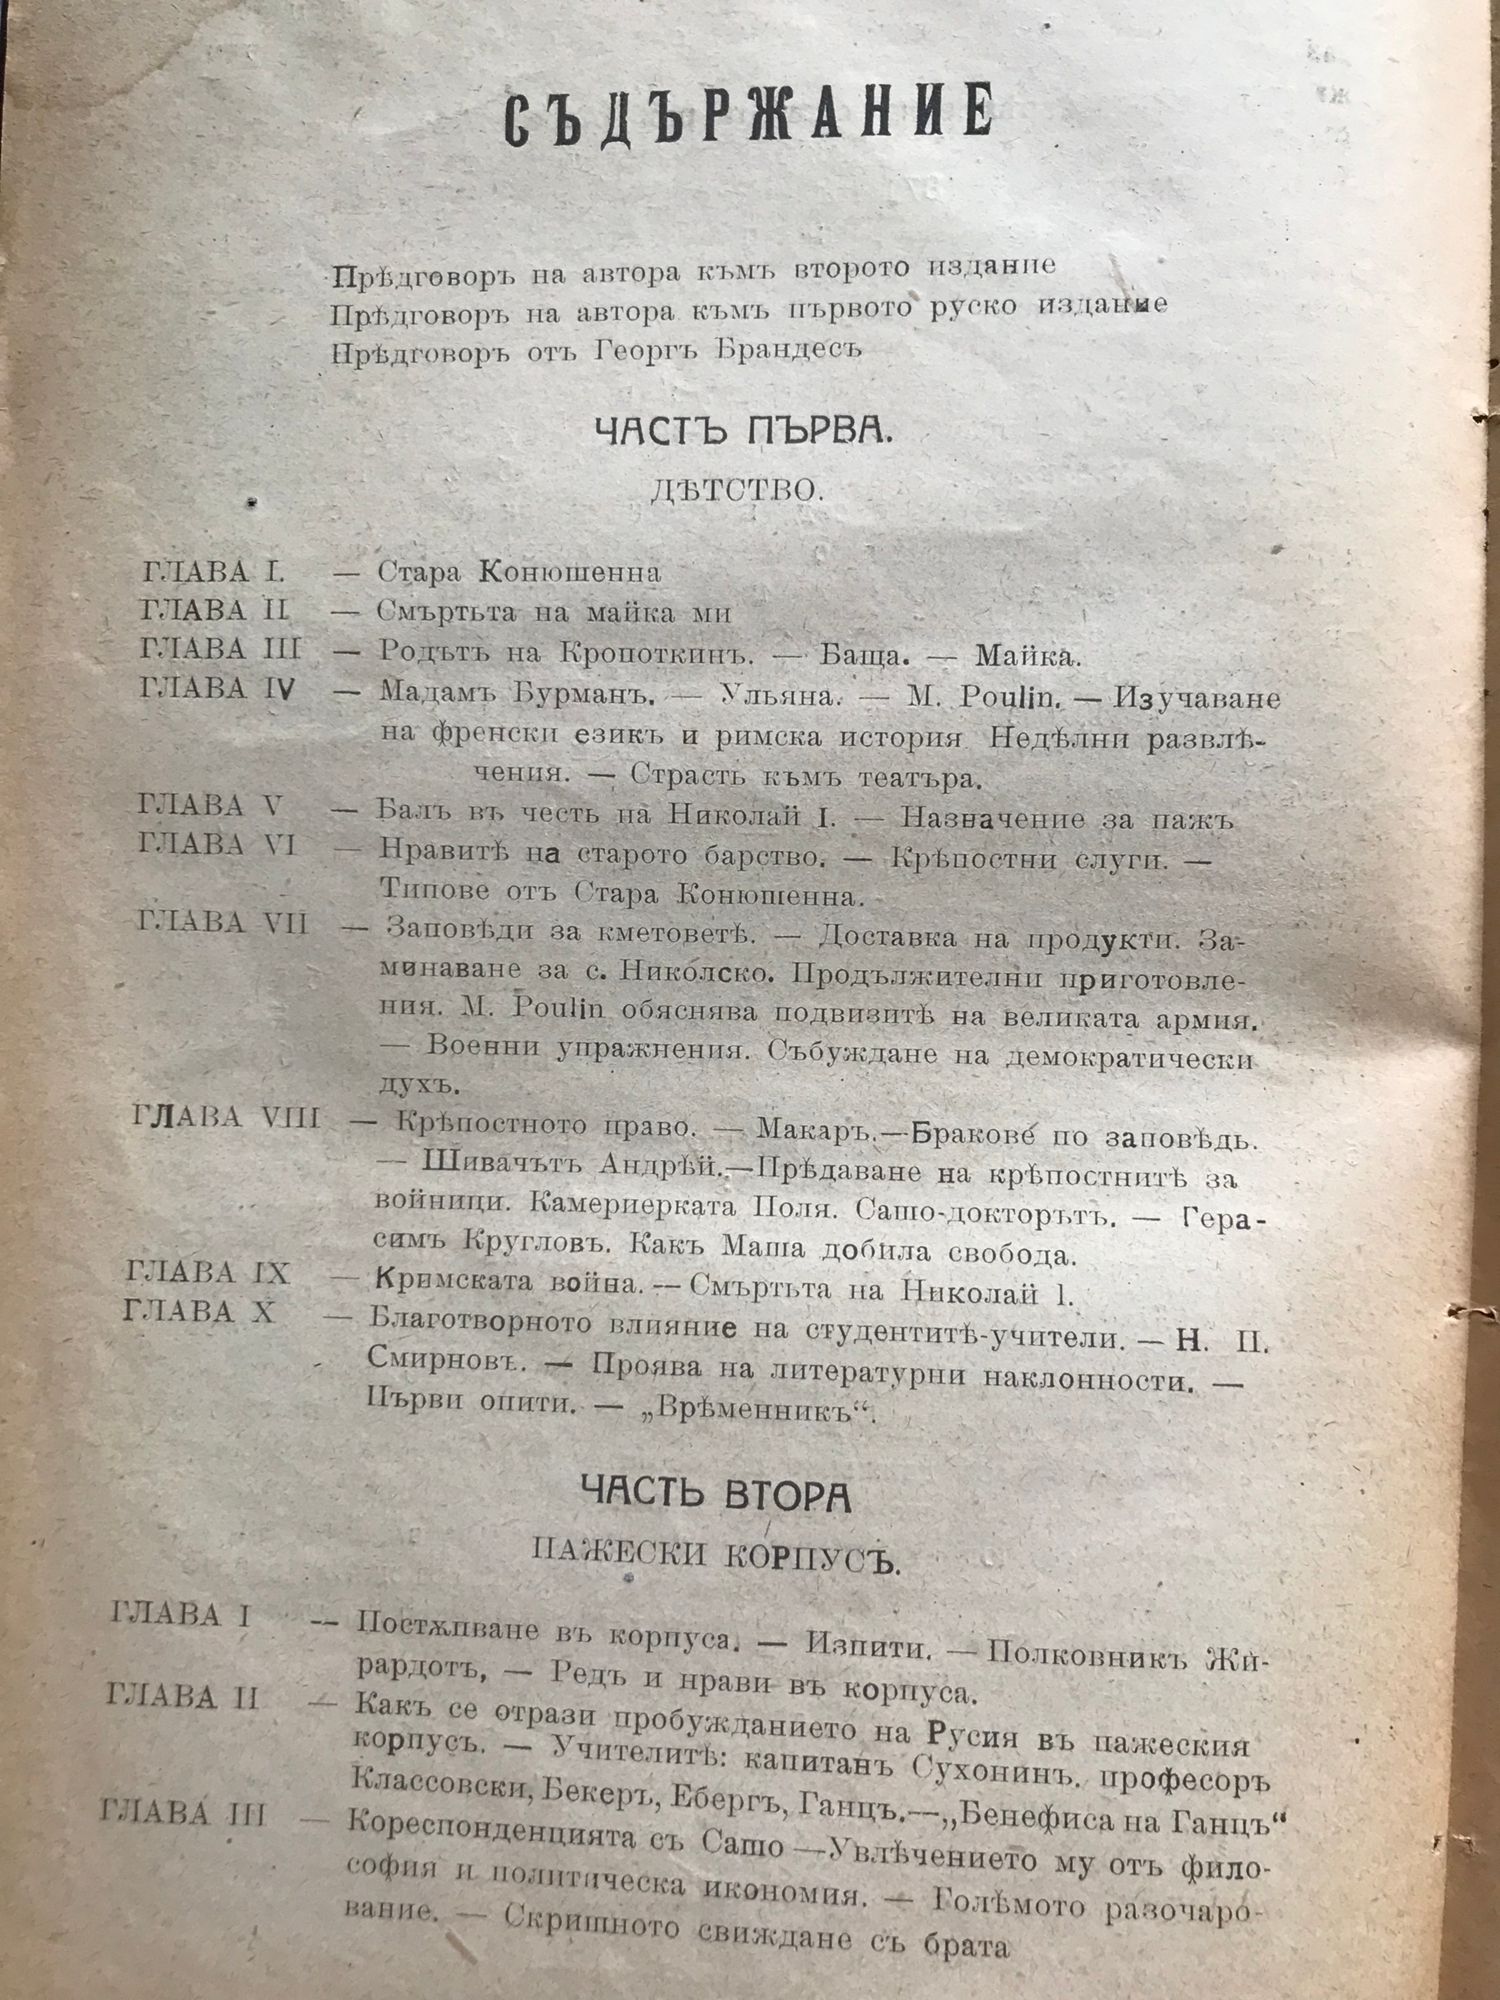 СЪДЪРЖАНИЕ
Прѣдговоръ на автора къмъ второто издание
Прѣдговоръ на автора къмъ първото руско издание
Прѣдговоръ отъ Георгъ Брандесъ
ЧАСТЪ ПЪРВА.
ДѢТСТВО.
ГЛАВА I. — Стара Конюшенна
ГЛАВА II — Смъртьта на майка ми
ГЛАВА III — Родътъ на Кропоткинъ. — Баща. — Майка.
ГЛАВА IV — Мадамъ Бурманъ. — Ульяна. — M. Poulin. — Изучаване
на френски езикъ и римска история. Недѣлни развлѣ-
чения. — Страсть къмъ театъра.
ГЛАВА V — Балъ въ честь на Николай I. — Назначение за пажъ
ГЛАВА VI — Нравитѣ на старото барство. — Крѣпостни слуги. —
Типове отъ Стара Конюшенна.
ГЛАВА VII — Заповѣди за кметоветѣ. — Доставка на продукти. За-
минаване за с. Николско. Продължителни приготовле-
ния. M. Poulin обяснява подвизитѣ на великата армия.
— Военни упражнения. Събуждане на демократически
духъ.
ГЛАВА VIII — Крѣпостното право. — Макаръ.—Бракове по заповѣдь.
— Шивачътъ Андрѣй.—Прѣдаване на крѣпостнитѣ за
войници. Камериерката Поля. Сашо-докторътъ. — Гера-
симъ Кругловъ. Какъ Маша добила свобода.
ГЛАВА IX — Кримската война. — Смъртьта на Николай I.
ГЛАВА X — Благотворното влияние на студентитѣ-учители. — Н. П.
Смирновъ. — Проява на литературни наклонности. —
Първи опити. — „Врѣменникъ“.
ЧАСТЬ ВТОРА
ПАЖЕСКИ КОРПУСЪ.
ГЛАВА I — Постѫпване въ корпуса. — Изпити. — Полковникъ Жи-
рардотъ, — Редъ и нрави въ корпуса.
ГЛАВА II — Какъ се отрази пробужданието на Русия въ пажеския
корпусъ. — Учителитѣ: капитанъ Сухонинъ. професоръ
Классовски, Бекеръ, Ебергъ, Ганцъ.—„Бенефиса на Ганцъ“
ГЛАВА III — Кореспонденцията съ Сашо —Увлѣчението му отъ фило-
софия и политическа икономия. — Голѣмото разочаро-
вание. — Скришното свиждане съ брата